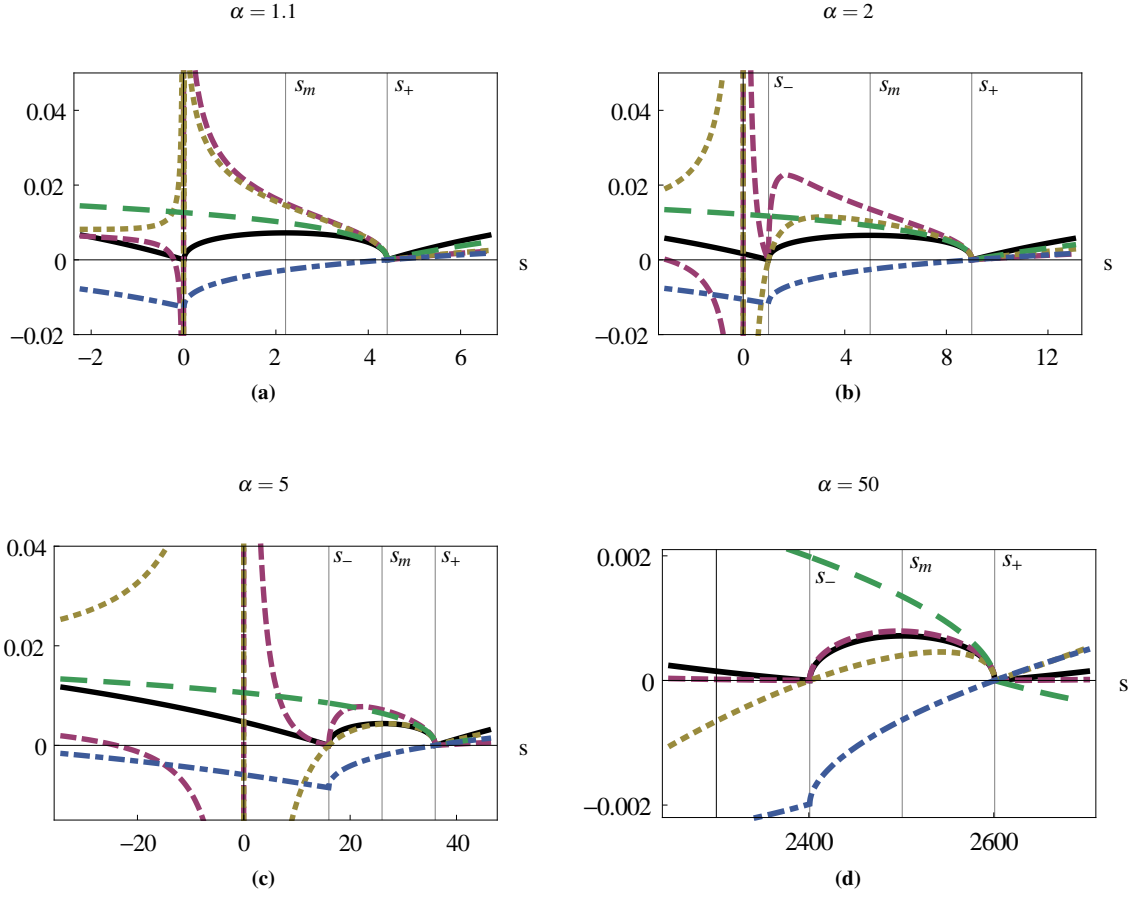 α = 1.1
α = 2
0.04
0.02
0
−0.02
s_m
s_+
s
−2
0
2
4
6
(a)
0.04
0.02
0
−0.02
s_−
s_m
s_+
s
0
4
8
12
(b)
α = 5
α = 50
0.04
0.02
0
s_−
s_m
s_+
s
−20
0
20
40
(c)
0.002
0
−0.002
s_−
s_m
s_+
s
2400
2600
(d)